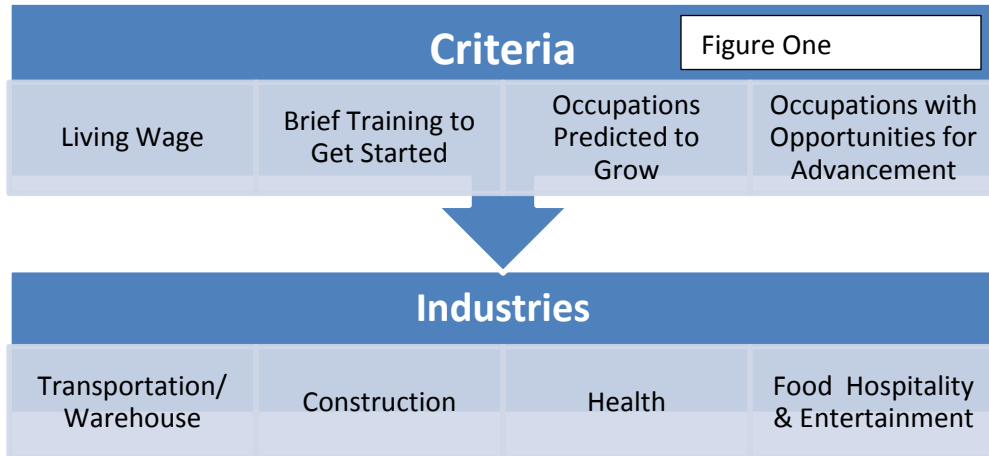 Criteria
Figure One
Living Wage
Brief Training to
Get Started
Occupations
Predicted to
Grow
Occupations with
Opportunities for
Advancement
Industries
Transportation/
Warehouse
Construction
Health
Food Hospitality
& Entertainment